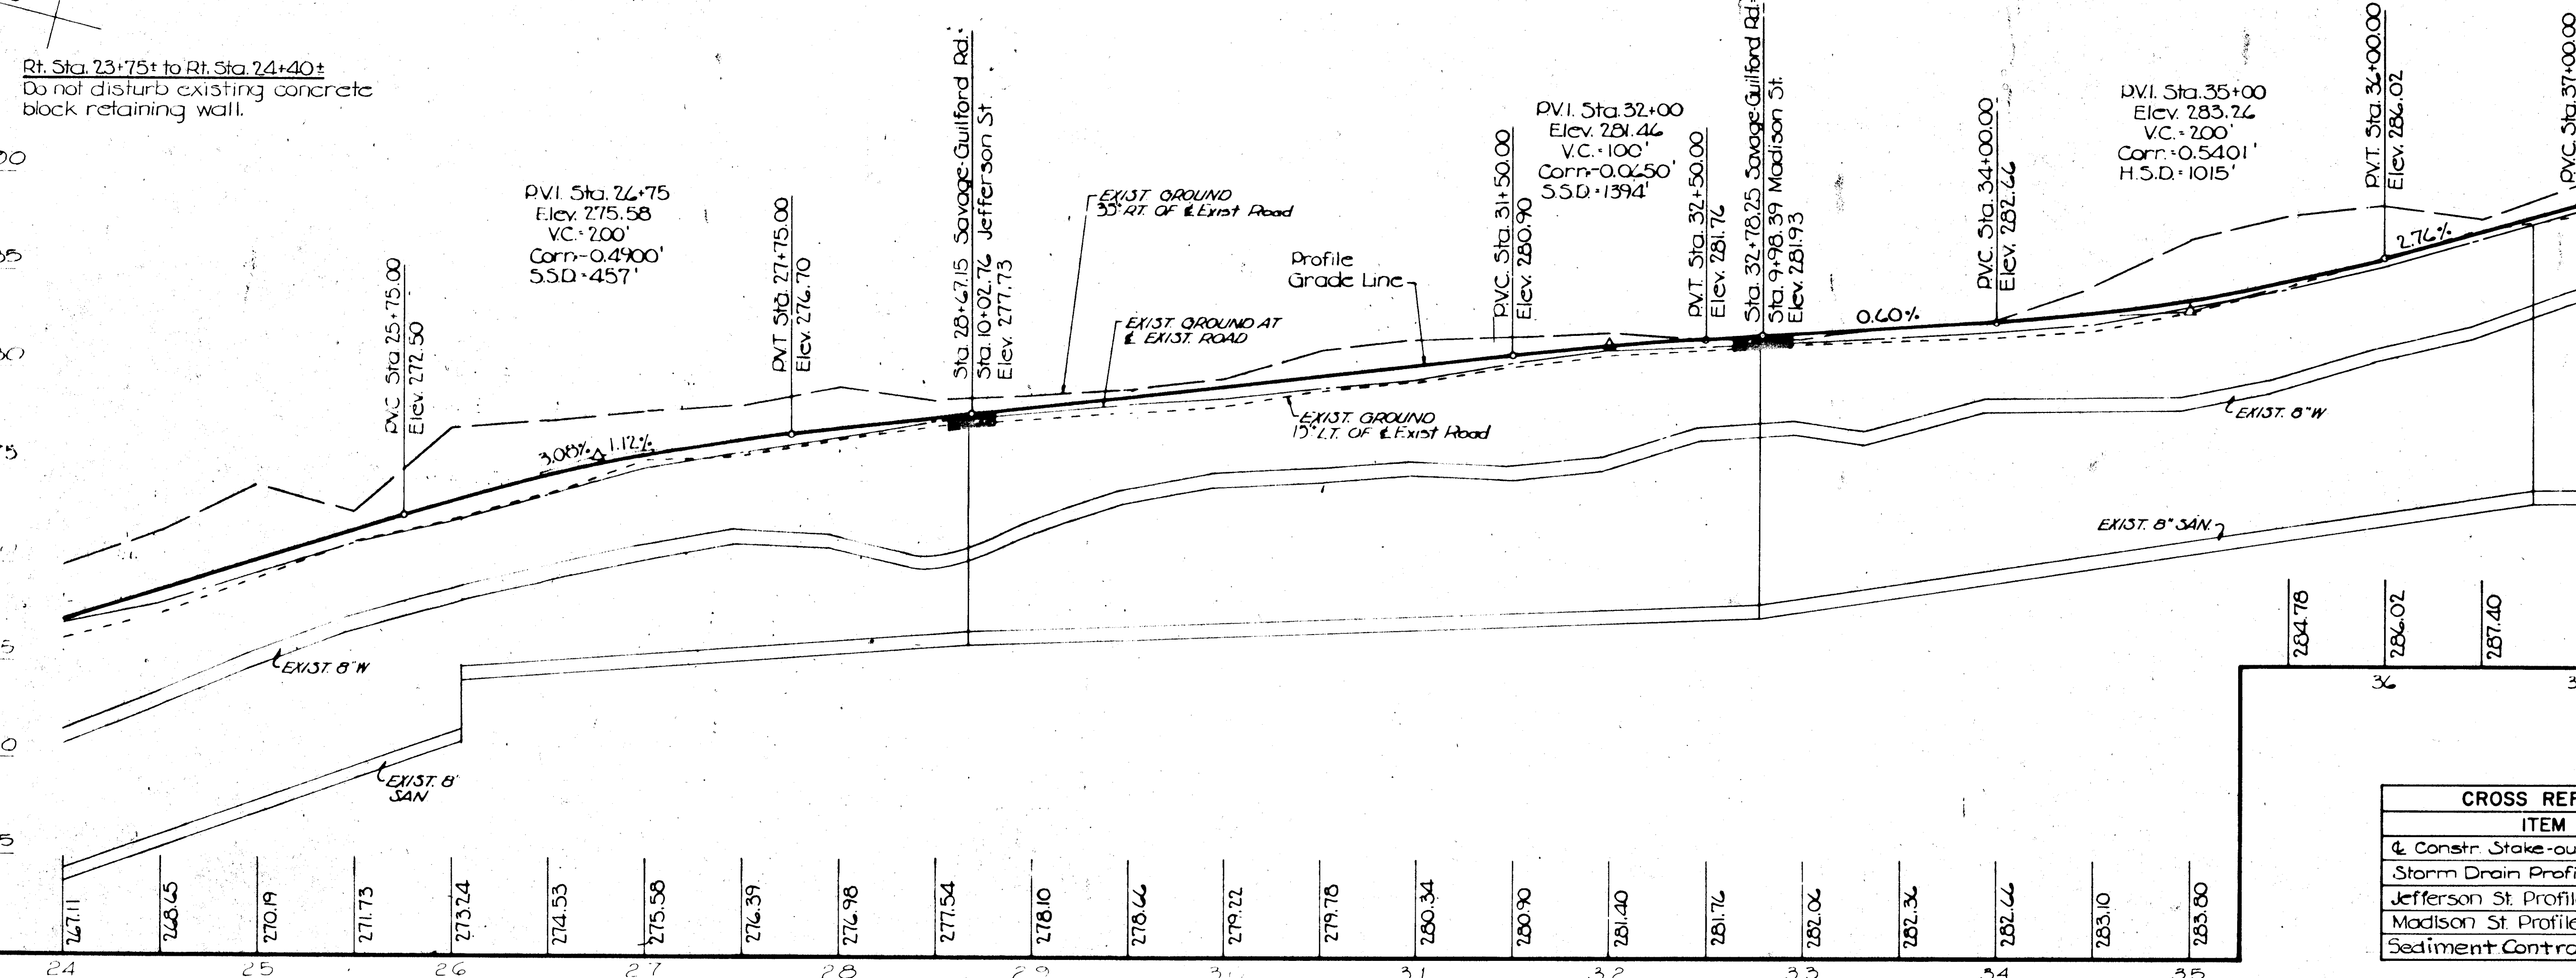 Rt. Sta. 23+75± to Rt. Sta. 24+40±
Do not disturb existing concrete
block retaining wall.
P.V.C. Sta 25+75.00
Elev. 272.50
P.V.I. Sta. 26+75
Elev. 275.58
V.C. = 200'
Corr.=-0.4900'
S.S.D. = 457'
3.08%
1.12%
P.V.T Sta. 27+75.00
Elev. 276.70
Sta. 28+67.15 Savage-Guilford Rd. =
Sta. 10+02.76 Jefferson St.
Elev. 277.73
EXIST. GROUND
35' RT. OF ℄ Exist Road
EXIST. GROUND AT
℄ EXIST. ROAD
Profile
Grade Line
EXIST. GROUND
15' LT. OF ℄ Exist Road
P.V.C. Sta. 31+50.00
Elev. 280.90
P.V.I. Sta. 32+00
Elev. 281.46
V.C. = 100'
Corr.=-0.0650'
S.S.D. = 1394'
P.V.T. Sta. 32+50.00
Elev. 281.76
Sta. 32+78.25 Savage-Guilford Rd. =
Sta. 9+98.39 Madison St.
Elev. 281.93
0.60%
P.V.C. Sta. 34+00.00
Elev. 282.66
P.V.I. Sta. 35+00
Elev. 283.26
V.C. = 200'
Corr. = 0.5401'
H.S.D. = 1015'
P.V.T. Sta. 36+00.00
Elev. 286.02
2.76%
P.V.C. Sta. 37+00.00
EXIST. 8"W
EXIST. 8" SAN.
EXIST. 8"W
EXIST. 8"
SAN
284.78
286.02
287.40
36
267.11
268.65
270.19
271.73
273.24
274.53
275.58
276.39
276.98
277.54
278.10
278.66
279.22
279.78
280.34
280.90
281.40
281.76
282.06
282.36
282.66
283.10
283.80
24 25 26 27 28 29 30 31 32 33 34 35
CROSS REF
ITEM
℄ Constr. Stake-ou
Storm Drain Profi
Jefferson St. Profil
Madison St. Profile
Sediment Contro